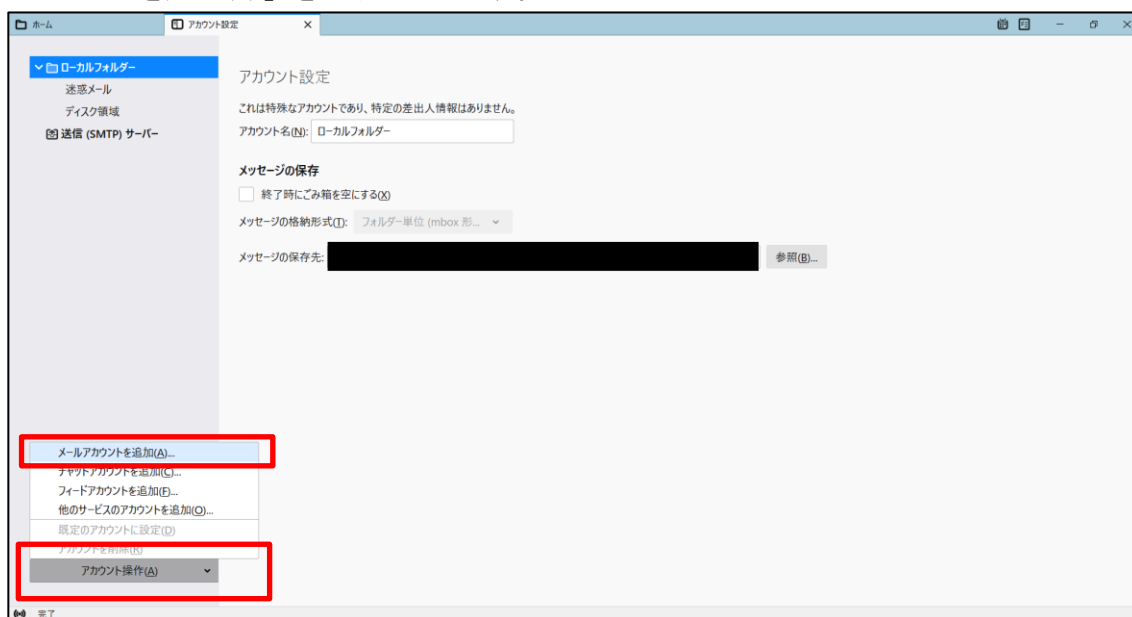 ホーム
アカウント設定
ローカルフォルダー
迷惑メール
ディスク領域
送信 (SMTP) サーバー
アカウント設定
これは特殊なアカウントであり、特定の差出人情報はありません。
アカウント名(N): ローカルフォルダー
メッセージの保存
終了時にごみ箱を空にする(X)
メッセージの格納形式(T): フォルダー単位 (mbox 形...
メッセージの保存先: 参照(B)...
メールアカウントを追加(A)...
チャットアカウントを追加(C)...
フィードアカウントを追加(F)...
他のサービスのアカウントを追加(O)...
既定のアカウントに設定(D)
アカウントを削除(R)
アカウント操作(A)
完了